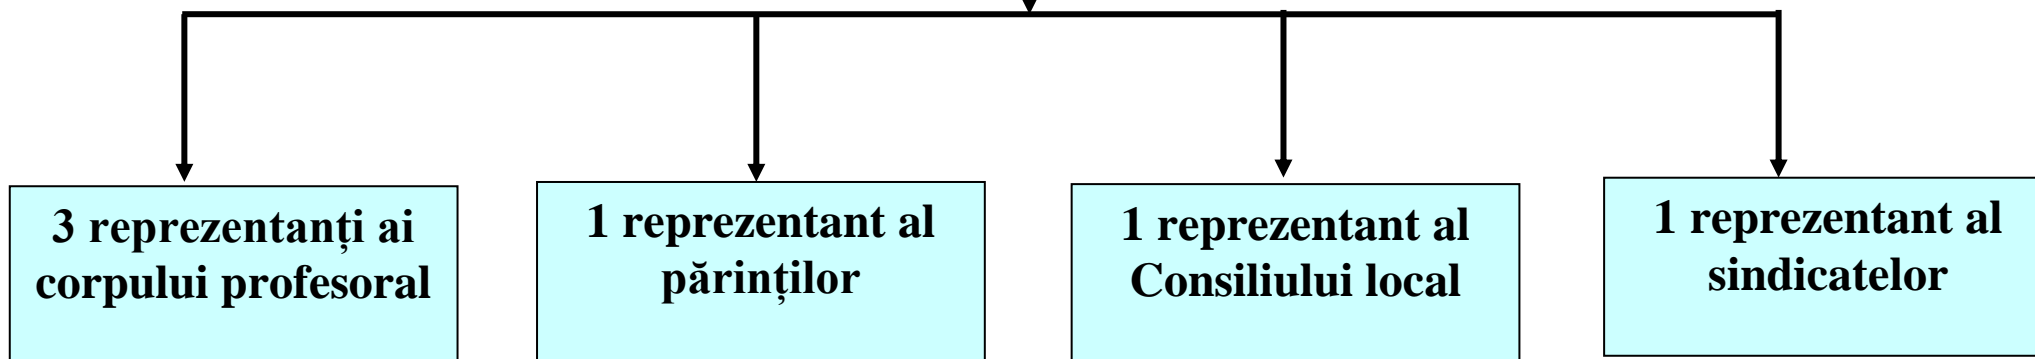 3 reprezentanți ai
corpului profesoral
1 reprezentant al
părinților
1 reprezentant al
Consiliului local
1 reprezentant al
sindicatelor